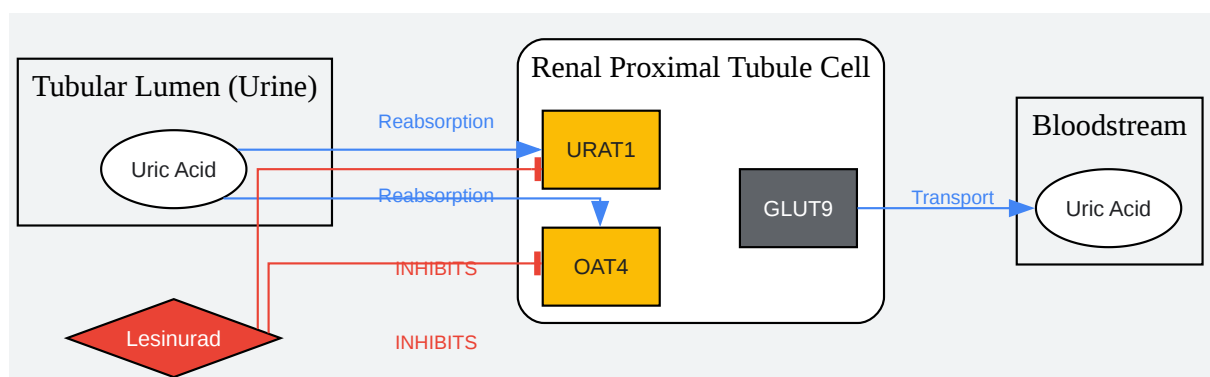 Tubular Lumen (Urine)
Uric Acid
Reabsorption
Reabsorption
INHIBITS
INHIBITS
Lesinurad
Renal Proximal Tubule Cell
URAT1
OAT4
GLUT9
Transport
Bloodstream
Uric Acid